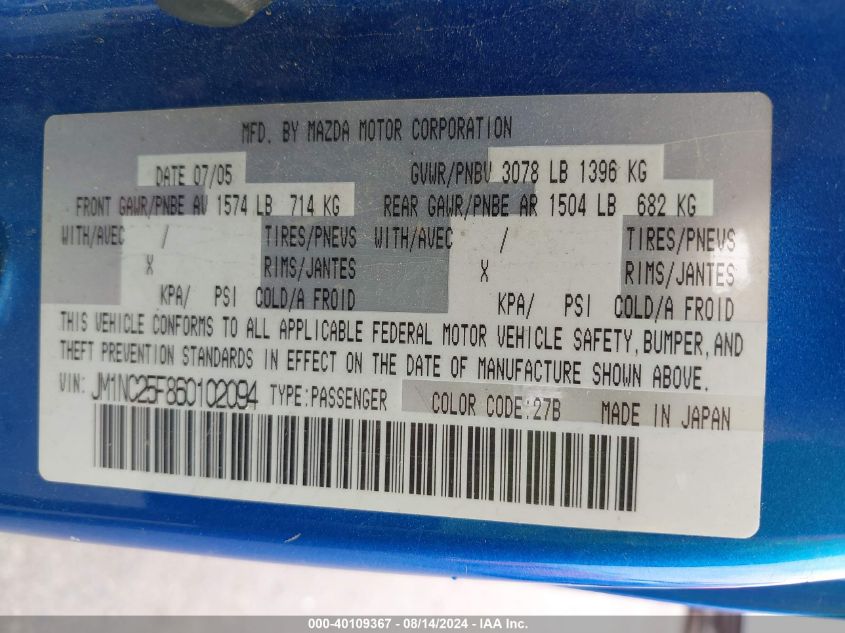 MFD. BY MAZDA MOTOR CORPORATION
DATE 07/05 GVWR/PNBV 3078 LB 1396 KG
FRONT GAWR/PNBE AV 1574 LB 714 KG REAR GAWR/PNBE AR 1504 LB 682 KG
WITH/AVEC / TIRES/PNEUS WITH/AVEC / TIRES/PNEUS
X RIMS/JANTES X RIMS/JANTES
KPA/ PSI COLD/A FROID KPA/ PSI COLD/A FROID
THIS VEHICLE CONFORMS TO ALL APPLICABLE FEDERAL MOTOR VEHICLE SAFETY, BUMPER, AND
THEFT PREVENTION STANDARDS IN EFFECT ON THE DATE OF MANUFACTURE SHOWN ABOVE.
VIN: JM1NC25F860102094 TYPE:PASSENGER COLOR CODE:27B MADE IN JAPAN
000-40109367 - 08/14/2024 - IAA Inc.